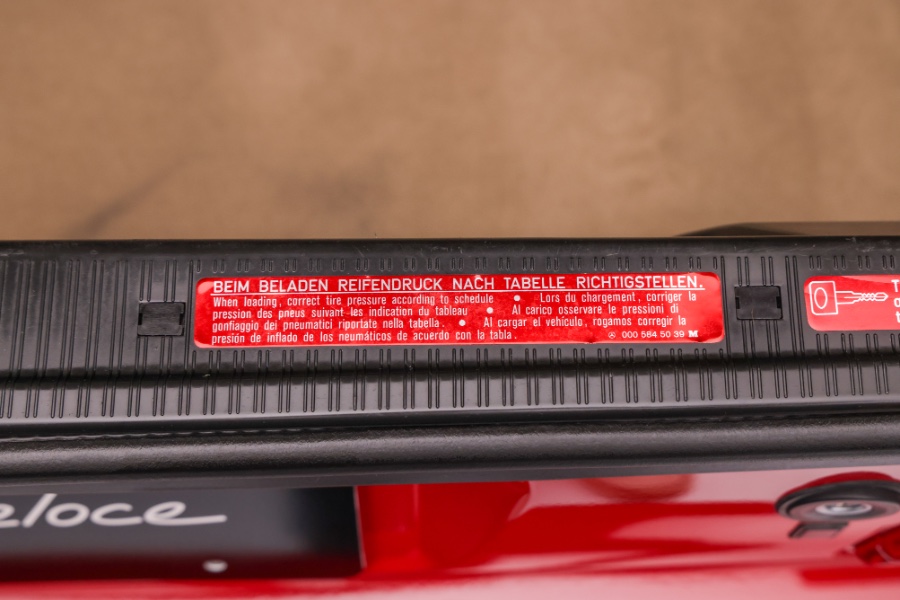 BEIM BELADEN REIFENDRUCK NACH TABELLE RICHTIGSTELLEN.
When loading, correct tire pressure according to schedule • Lors du chargement, corriger la
pression des pneus suivant les indication du tableau • Al carico osservare le pressioni di
gonfiaggio dei pneumatici riportate nella tabella. • Al cargar el vehículo, rogamos corregir la
presión de inflado de los neumáticos de acuerdo con la tabla.
000 584 50 39 M
eloce